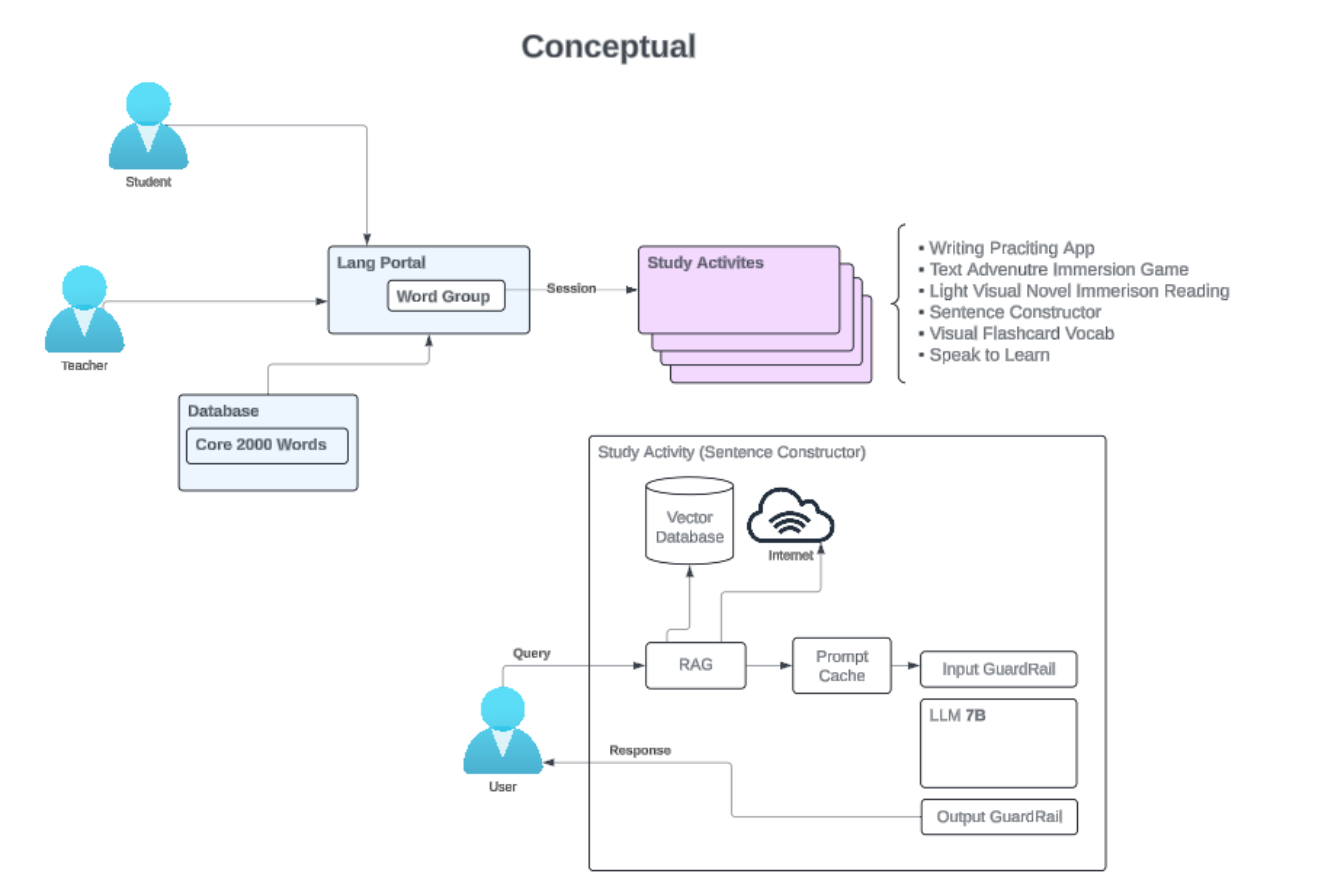 Conceptual
Student
Teacher
Lang Portal
Word Group
Session
Study Activites
▪ Writing Praciting App
▪ Text Advenutre Immersion Game
▪ Light Visual Novel Immerison Reading
▪ Sentence Constructor
▪ Visual Flashcard Vocab
▪ Speak to Learn
Database
Core 2000 Words
Study Activity (Sentence Constructor)
Vector
Database
Internet
Query
RAG
Prompt
Cache
Input GuardRail
LLM 7B
User
Response
Output GuardRail